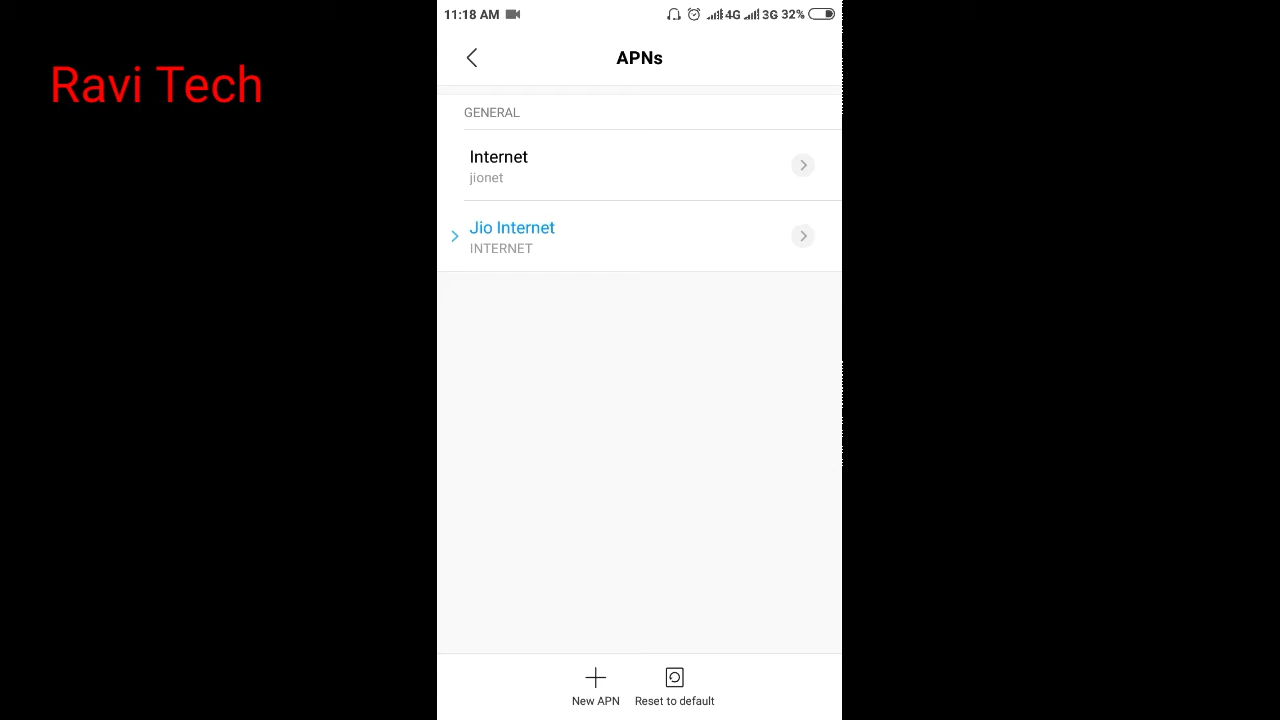 11:18 AM 4G 3G 32%
Ravi Tech
APNs
GENERAL
Internet
jionet
Jio Internet
INTERNET
New APN Reset to default